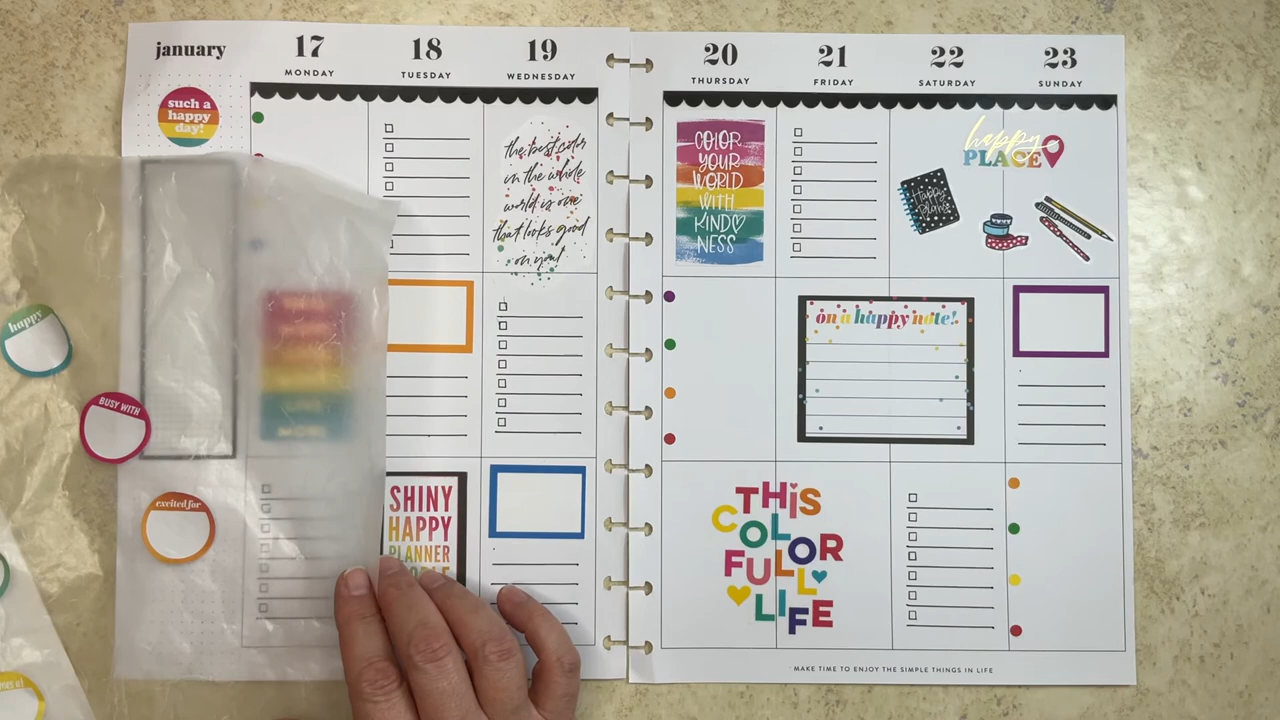 january
17
MONDAY
18
TUESDAY
19
WEDNESDAY
20
THURSDAY
21
FRIDAY
22
SATURDAY
23
SUNDAY
such a
happy
day!
the best color
in the whole
world is one
that looks good
on you!
COLOR
YOUR
WORLD
WITH
KIND
NESS
happy
PLACE
Happy
on a happy note!
happy
BUSY WITH
excited for
SHINY
HAPPY
PLANNER
THiS
COLOR
FULL
LIFE
MAKE TIME TO ENJOY THE SIMPLE THINGS IN LIFE